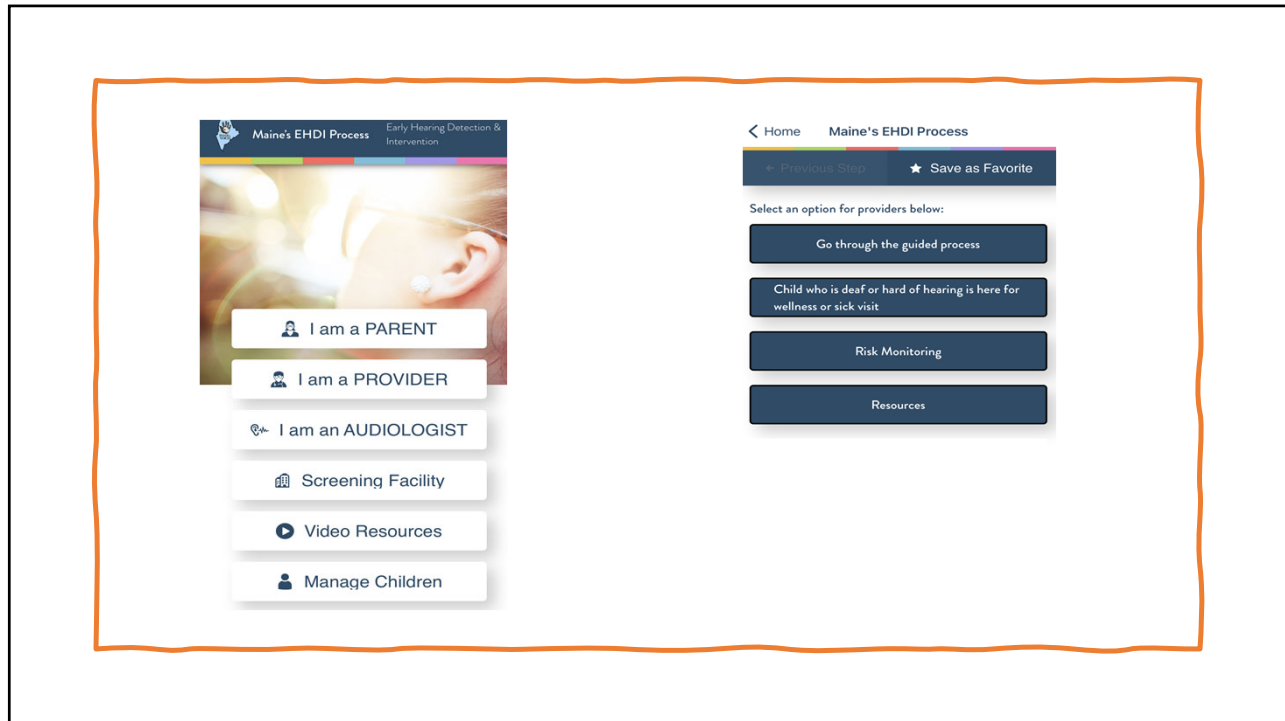 Maine's EHDI Process
Early Hearing Detection &
Intervention
I am a PARENT
I am a PROVIDER
I am an AUDIOLOGIST
Screening Facility
Video Resources
Manage Children
Home
Maine's EHDI Process
← Previous Step
Save as Favorite
Select an option for providers below:
Go through the guided process
Child who is deaf or hard of hearing is here for
wellness or sick visit
Risk Monitoring
Resources